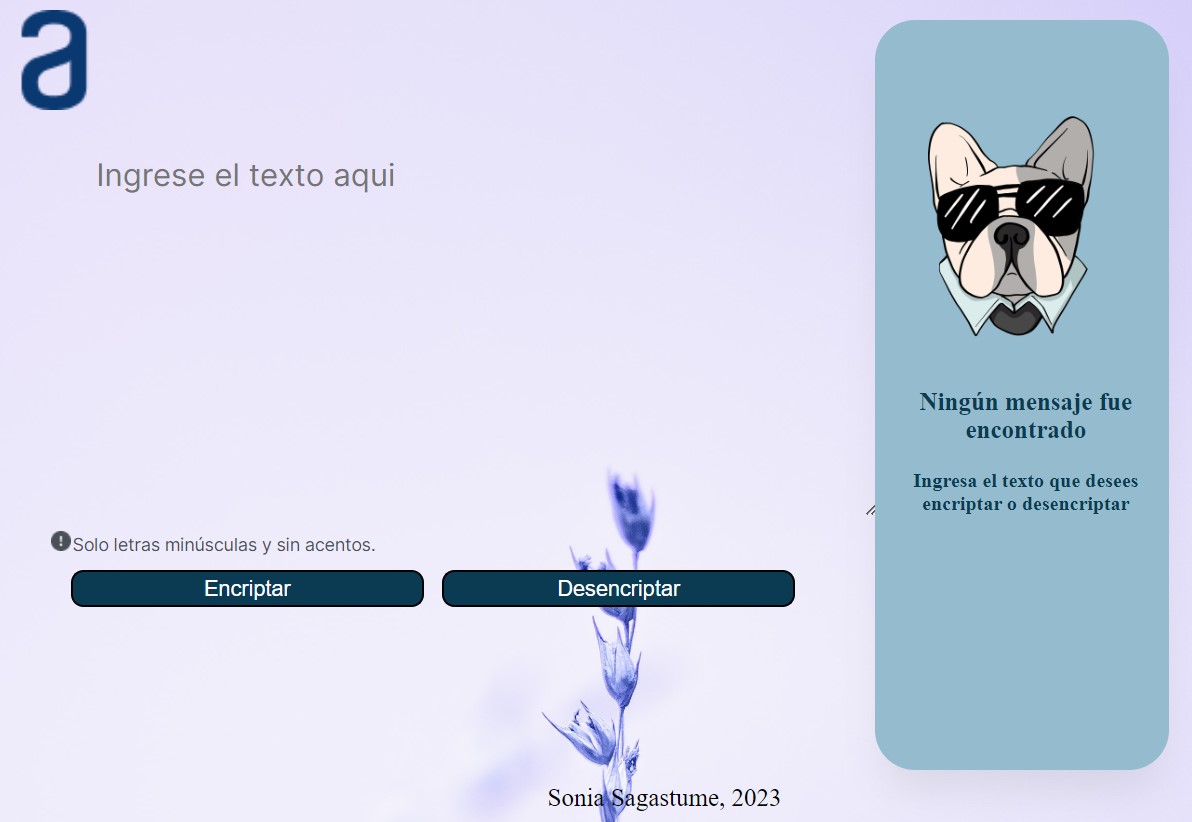 a
Ingrese el texto aqui
Solo letras minúsculas y sin acentos.
Encriptar
Desencriptar
Sonia Sagastume, 2023
Ningún mensaje fue
encontrado
Ingresa el texto que desees
encriptar o desencriptar